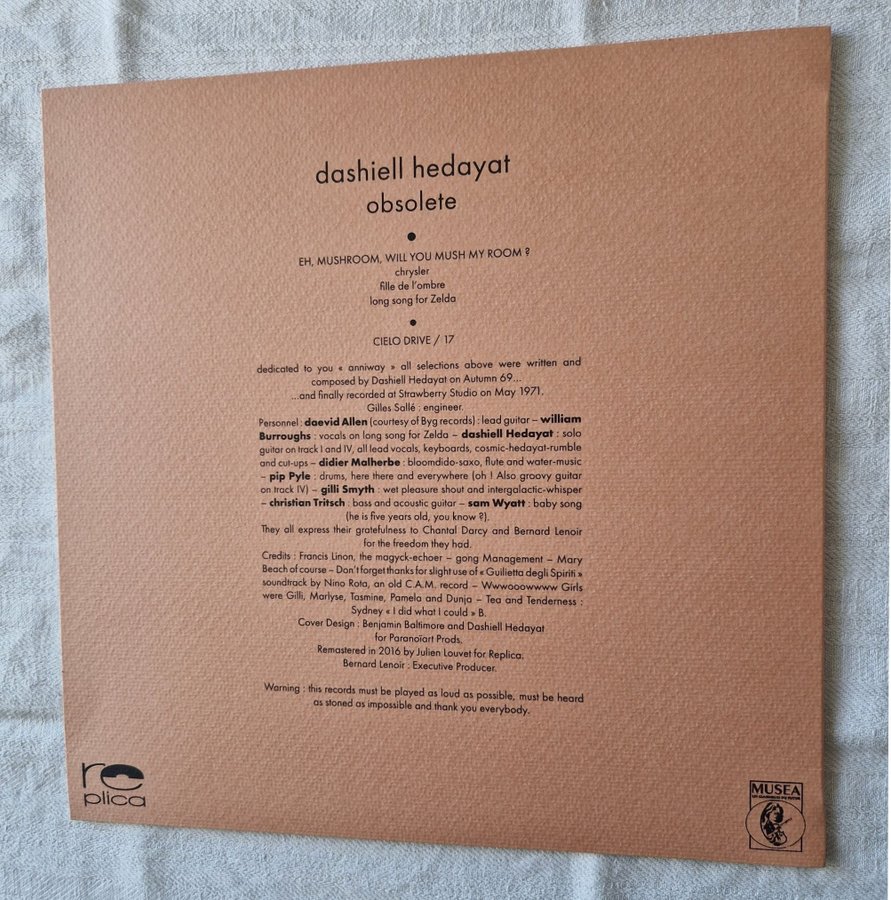 dashiell hedayat
obsolete
●
EH, MUSHROOM, WILL YOU MUSH MY ROOM ?
chrysler
fille de l'ombre
long song for Zelda
●
CIELO DRIVE / 17
dedicated to you « anniway » all selections above were written and
composed by Dashiell Hedayat on Autumn 69...
...and finally recorded at Strawberry Studio on May 1971.
Gilles Sallé : engineer.
Personnel : daevid Allen (courtesy of Byg records) : lead guitar – william
Burroughs : vocals on long song for Zelda – dashiell Hedayat : solo
guitar on track I and IV, all lead vocals, keyboards, cosmic-hedayat-rumble
and cut-ups – didier Malherbe : bloomdido-saxo, flute and water-music
– pip Pyle : drums, here there and everywhere (oh ! Also groovy guitar
on track IV) – gilli Smyth : wet pleasure shout and intergalactic-whisper
– christian Tritsch : bass and acoustic guitar – sam Wyatt : baby song
(he is five years old, you know ?).
They all express their gratefulness to Chantal Darcy and Bernard Lenoir
for the freedom they had.
Credits : Francis Linon, the magyck-echoer – gong Management – Mary
Beach of course – Don't forget thanks for slight use of « Guilietta degli Spiriti »
soundtrack by Nino Rota, an old C.A.M. record – Wwwooowwww Girls
were Gilli, Marlyse, Tasmine, Pamela and Dunja – Tea and Tenderness :
Sydney « I did what I could » B.
Cover Design : Benjamin Baltimore and Dashiell Hedayat
for Paranoïart Prods.
Remastered in 2016 by Julien Louvet for Replica.
Bernard Lenoir : Executive Producer.
Warning : this records must be played as loud as possible, must be heard
as stoned as impossible and thank you everybody.
re
plica
MUSEA